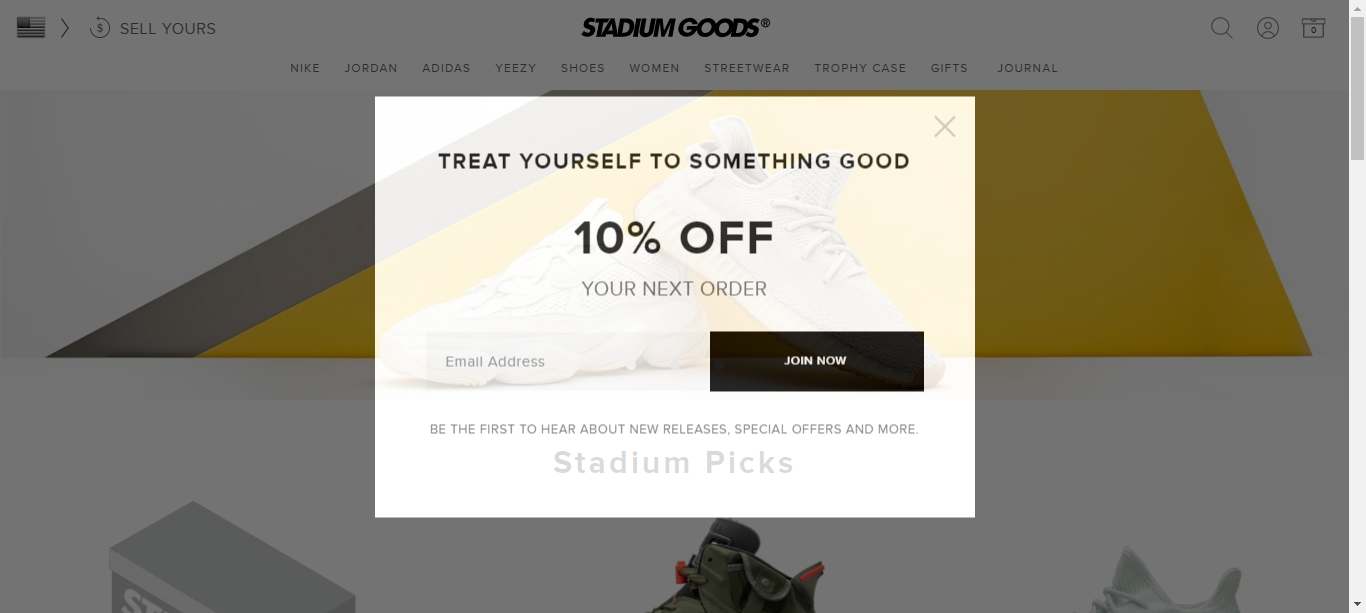 $ SELL YOURS
STADIUM GOODS®
0
NIKE JORDAN ADIDAS YEEZY SHOES WOMEN STREETWEAR TROPHY CASE GIFTS JOURNAL
TREAT YOURSELF TO SOMETHING GOOD
10% OFF
YOUR NEXT ORDER
Email Address
JOIN NOW
BE THE FIRST TO HEAR ABOUT NEW RELEASES, SPECIAL OFFERS AND MORE.
Stadium Picks